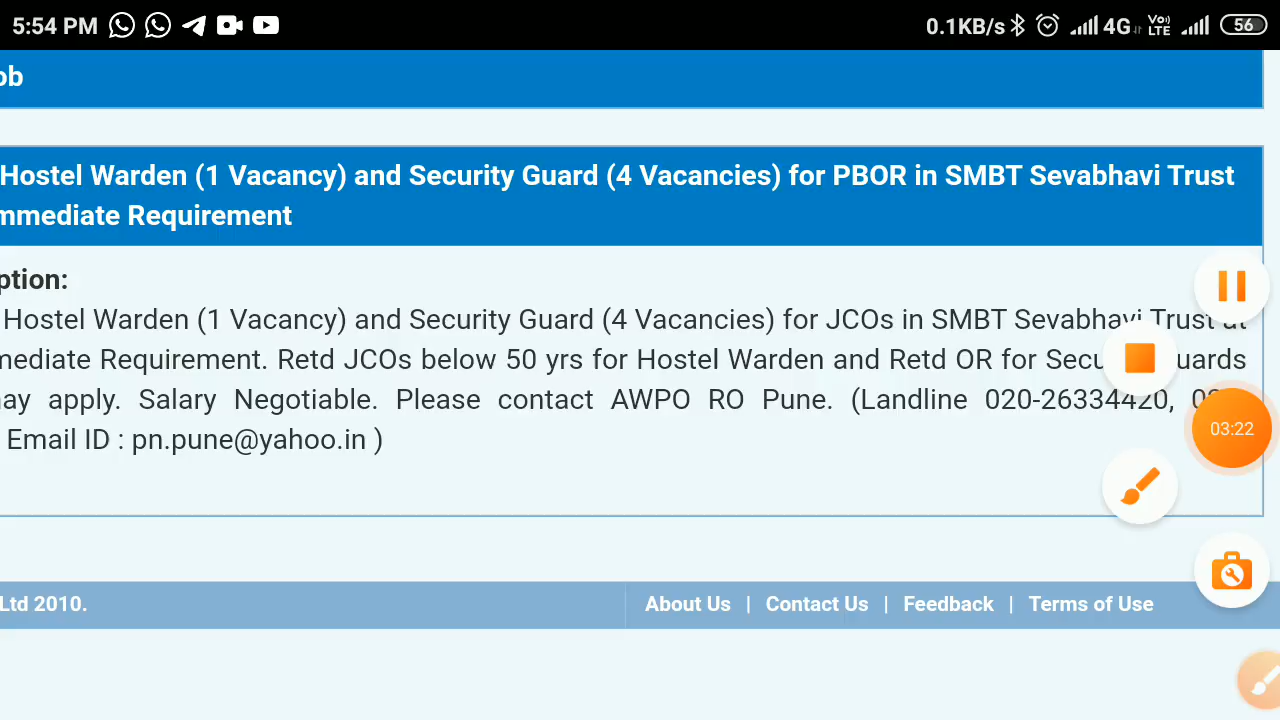 5:54 PM 0.1KB/s 4G Vo)) LTE 56
ob
Hostel Warden (1 Vacancy) and Security Guard (4 Vacancies) for PBOR in SMBT Sevabhavi Trust
mmediate Requirement
ption:
Hostel Warden (1 Vacancy) and Security Guard (4 Vacancies) for JCOs in SMBT Sevabhavi Trust at
mediate Requirement. Retd JCOs below 50 yrs for Hostel Warden and Retd OR for Secu uards
ay apply. Salary Negotiable. Please contact AWPO RO Pune. (Landline 020-26334420,
03:22
Email ID : pn.pune@yahoo.in )
Ltd 2010. About Us | Contact Us | Feedback | Terms of Use